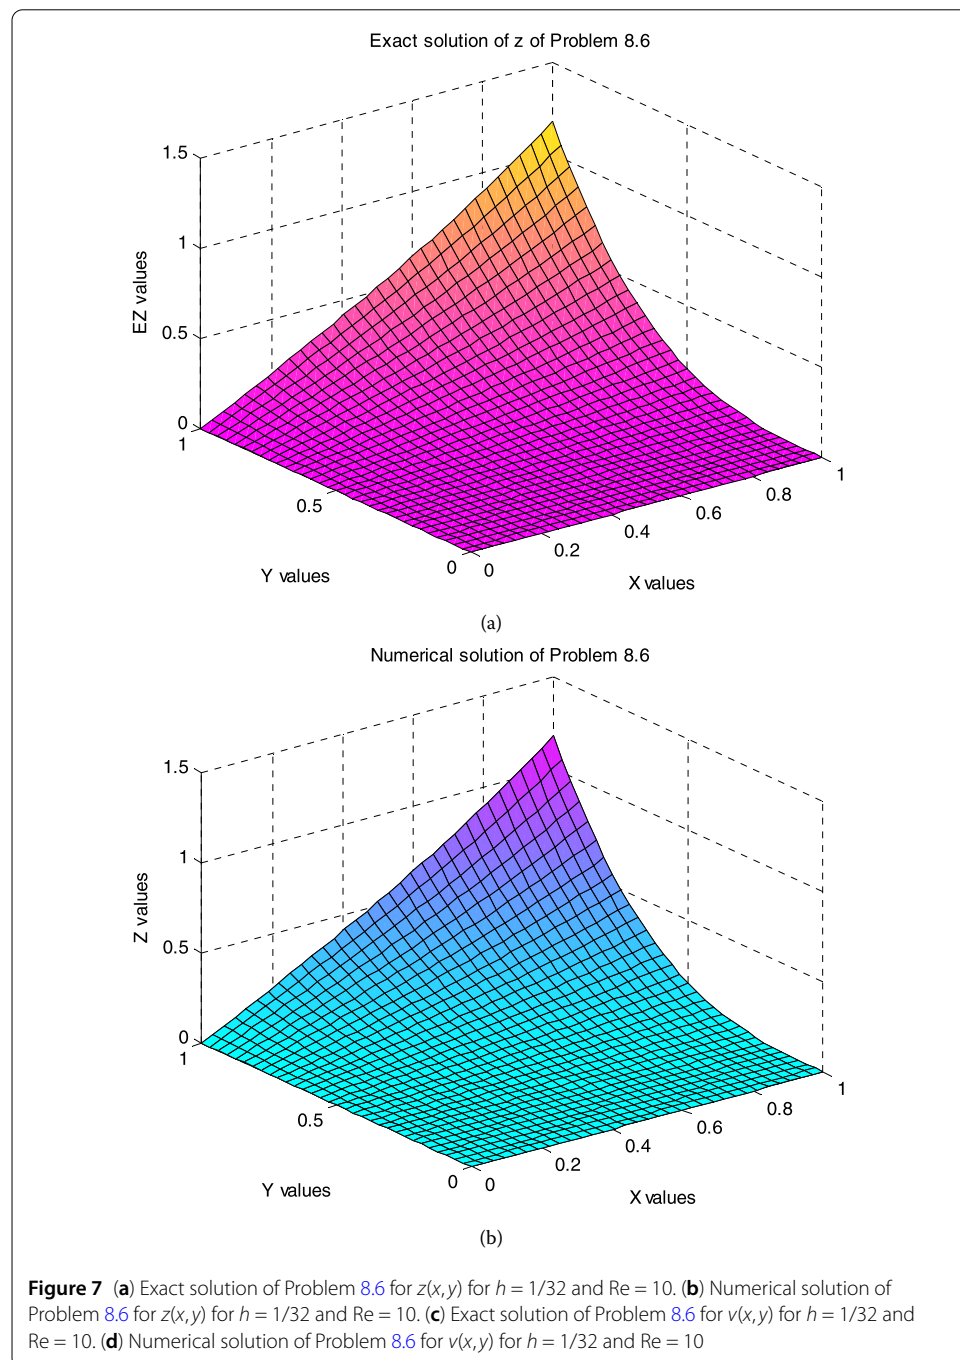 Exact solution of z of Problem 8.6
1.5
1
0.5
0
EZ values
1
0.5
0
Y values
0
0.2
0.4
0.6
0.8
1
X values
(a)
Numerical solution of Problem 8.6
1.5
1
0.5
0
Z values
1
0.5
0
Y values
0
0.2
0.4
0.6
0.8
1
X values
(b)
Figure 7 (a) Exact solution of Problem 8.6 for z(x, y) for h = 1/32 and Re = 10. (b) Numerical solution of
Problem 8.6 for z(x, y) for h = 1/32 and Re = 10. (c) Exact solution of Problem 8.6 for v(x, y) for h = 1/32 and
Re = 10. (d) Numerical solution of Problem 8.6 for v(x, y) for h = 1/32 and Re = 10